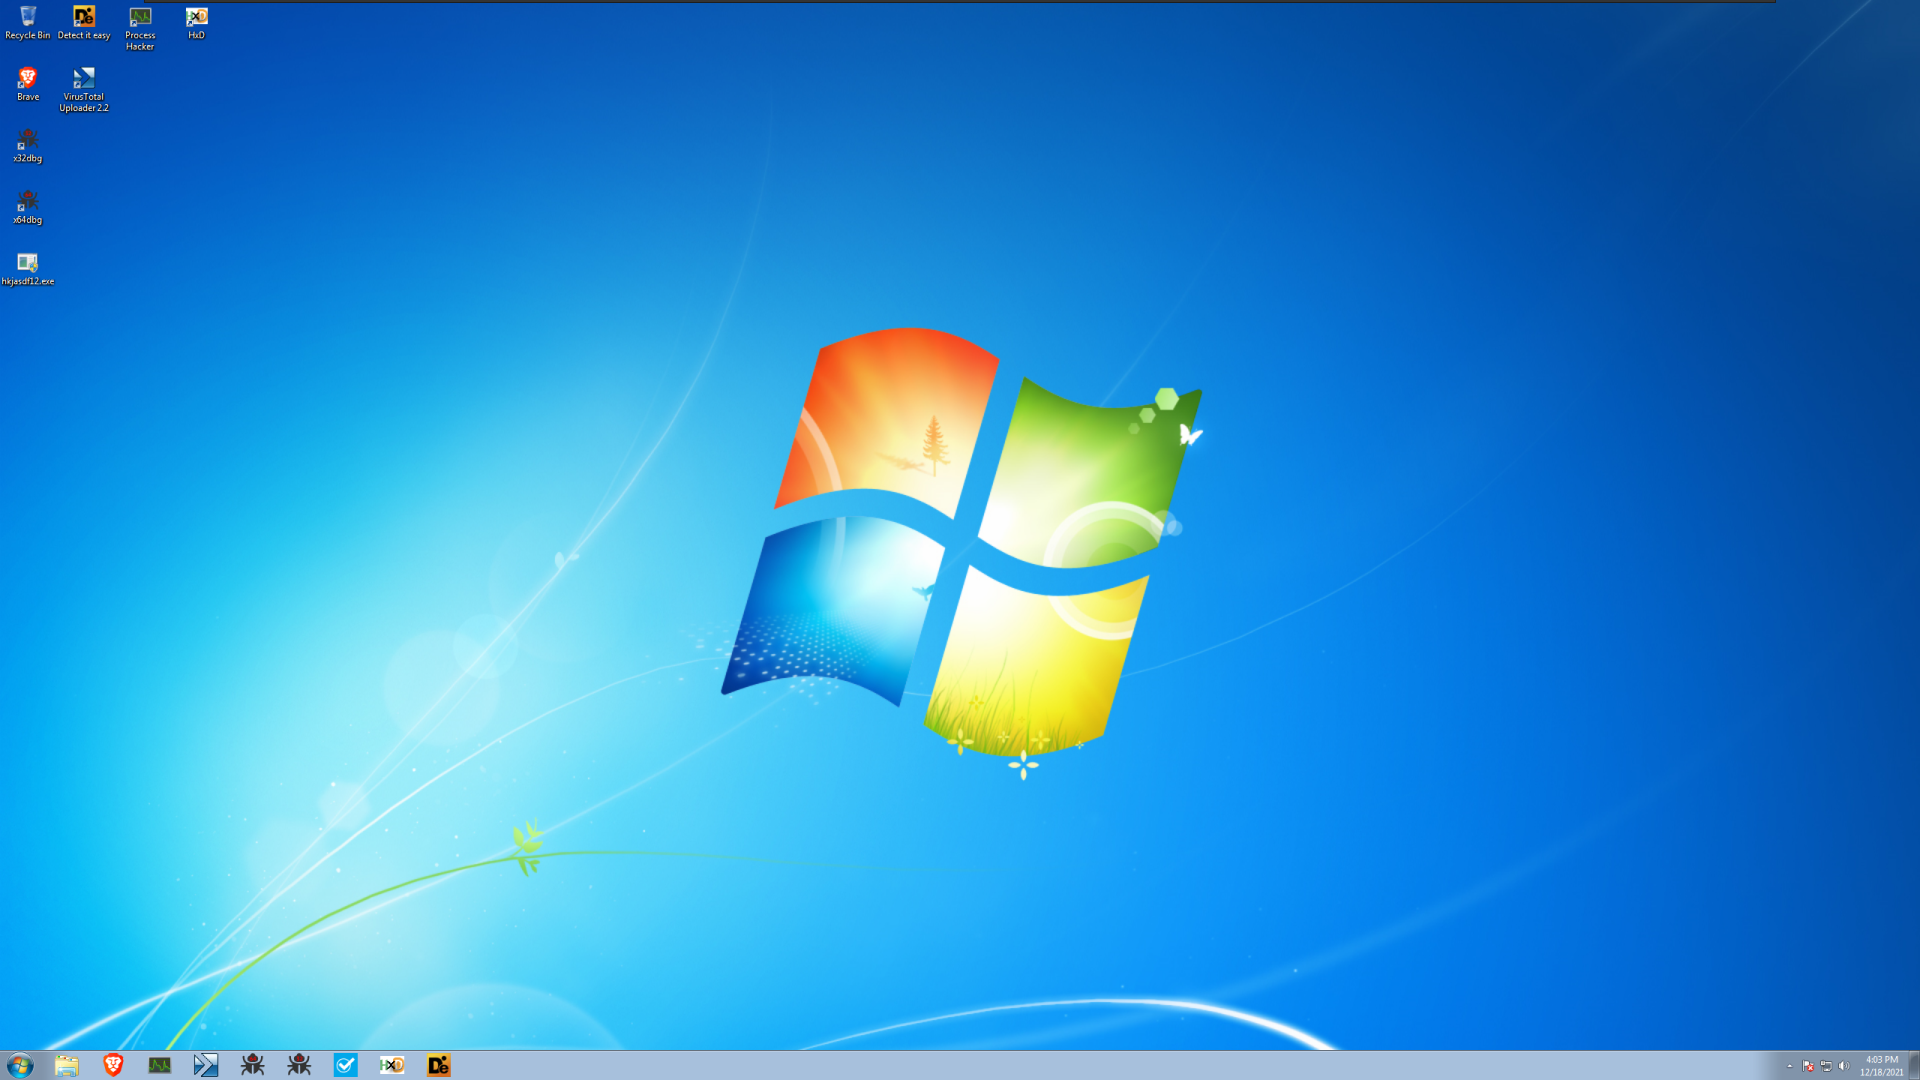 Recycle Bin
Detect it easy
Process
Hacker
HxD
Brave
VirusTotal
Uploader 2.2
x32dbg
x64dbg
hkjasdf12.exe
4:03 PM
12/18/2021